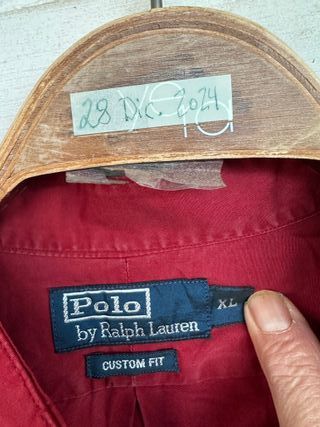 28 Dic. 2024
Polo
by Ralph Lauren
XL
CUSTOM FIT